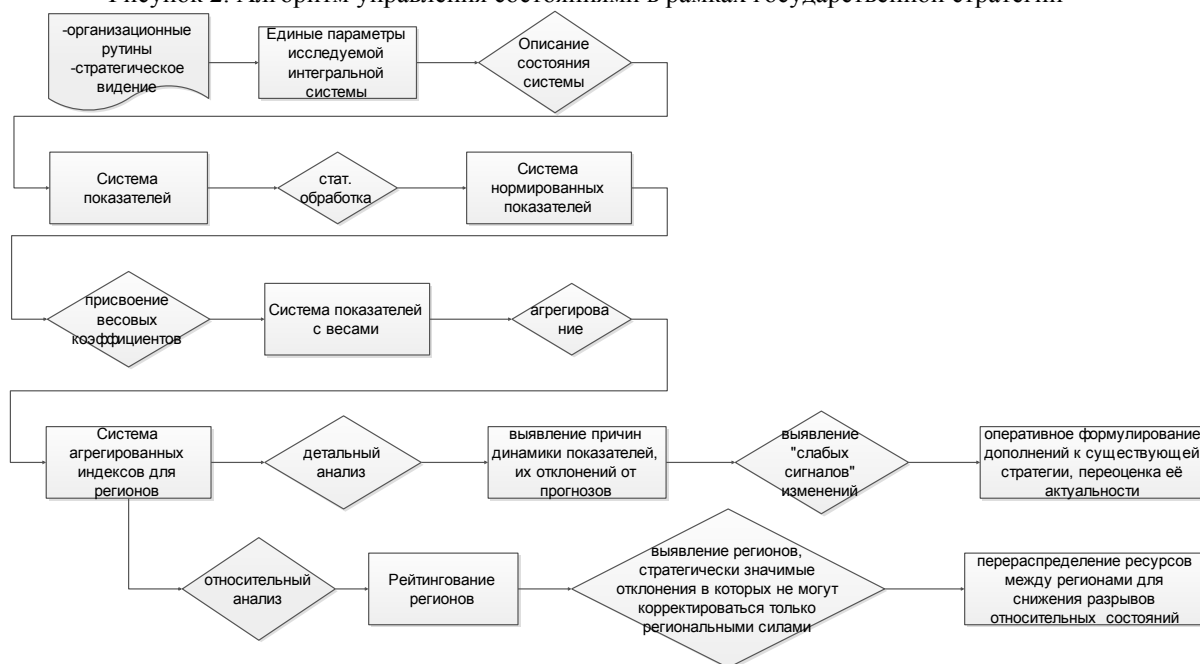 Рисунок 2. Алгоритм управления состояниями в рамках государственной стратегии
-организационные
рутины
-стратегическое
видение
Единые параметры
исследуемой
интегральной
системы
Описание
состояния
системы
Система
показателей
стат.
обработка
Система
нормированных
показателей
присвоение
весовых
коэффициентов
Система показателей
с весами
агрегирова
ние
Система
агрегированных
индексов для
регионов
детальный
анализ
выявление причин
динамики показателей,
их отклонений от
прогнозов
выявление
"слабых
сигналов"
изменений
оперативное формулирование
дополнений к существующей
стратегии, переоценка её
актуальности
относительный
анализ
Рейтингование
регионов
выявление регионов,
стратегически значимые
отклонения в которых не могут
корректироваться только
региональными силами
перераспределение ресурсов
между регионами для
снижения разрывов
относительных состояний